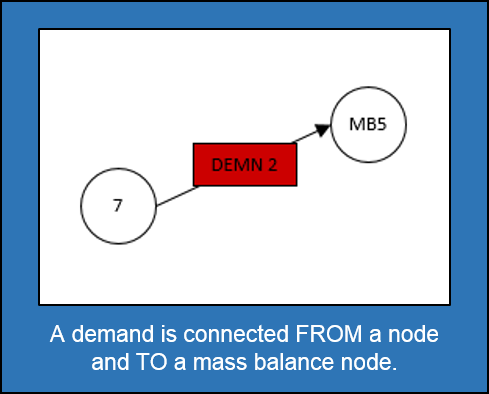 MB5
DEMN 2
7
A demand is connected FROM a node
and TO a mass balance node.